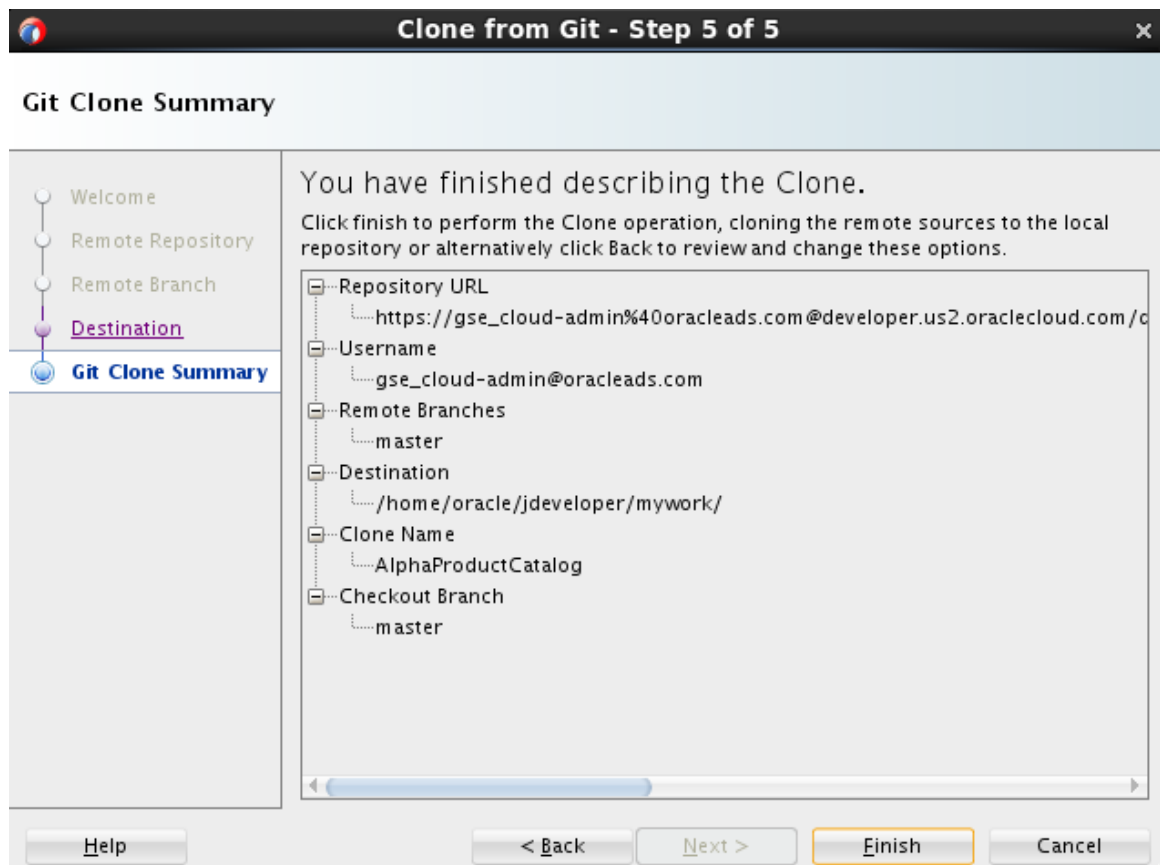 Clone from Git - Step 5 of 5
Git Clone Summary
Welcome
Remote Repository
Remote Branch
Destination
Git Clone Summary
You have finished describing the Clone.
Click finish to perform the Clone operation, cloning the remote sources to the local
repository or alternatively click Back to review and change these options.
Repository URL
https://gse_cloud-admin%40oracleads.com@developer.us2.oraclecloud.com/
Username
gse_cloud-admin@oracleads.com
Remote Branches
master
Destination
/home/oracle/jdeveloper/mywork/
Clone Name
AlphaProductCatalog
Checkout Branch
master
Help
< Back
Next >
Finish
Cancel